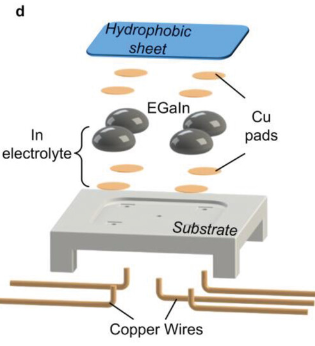 d
Hydrophobic
sheet
EGaIn
Cu
pads
In
electrolyte
Substrate
Copper Wires